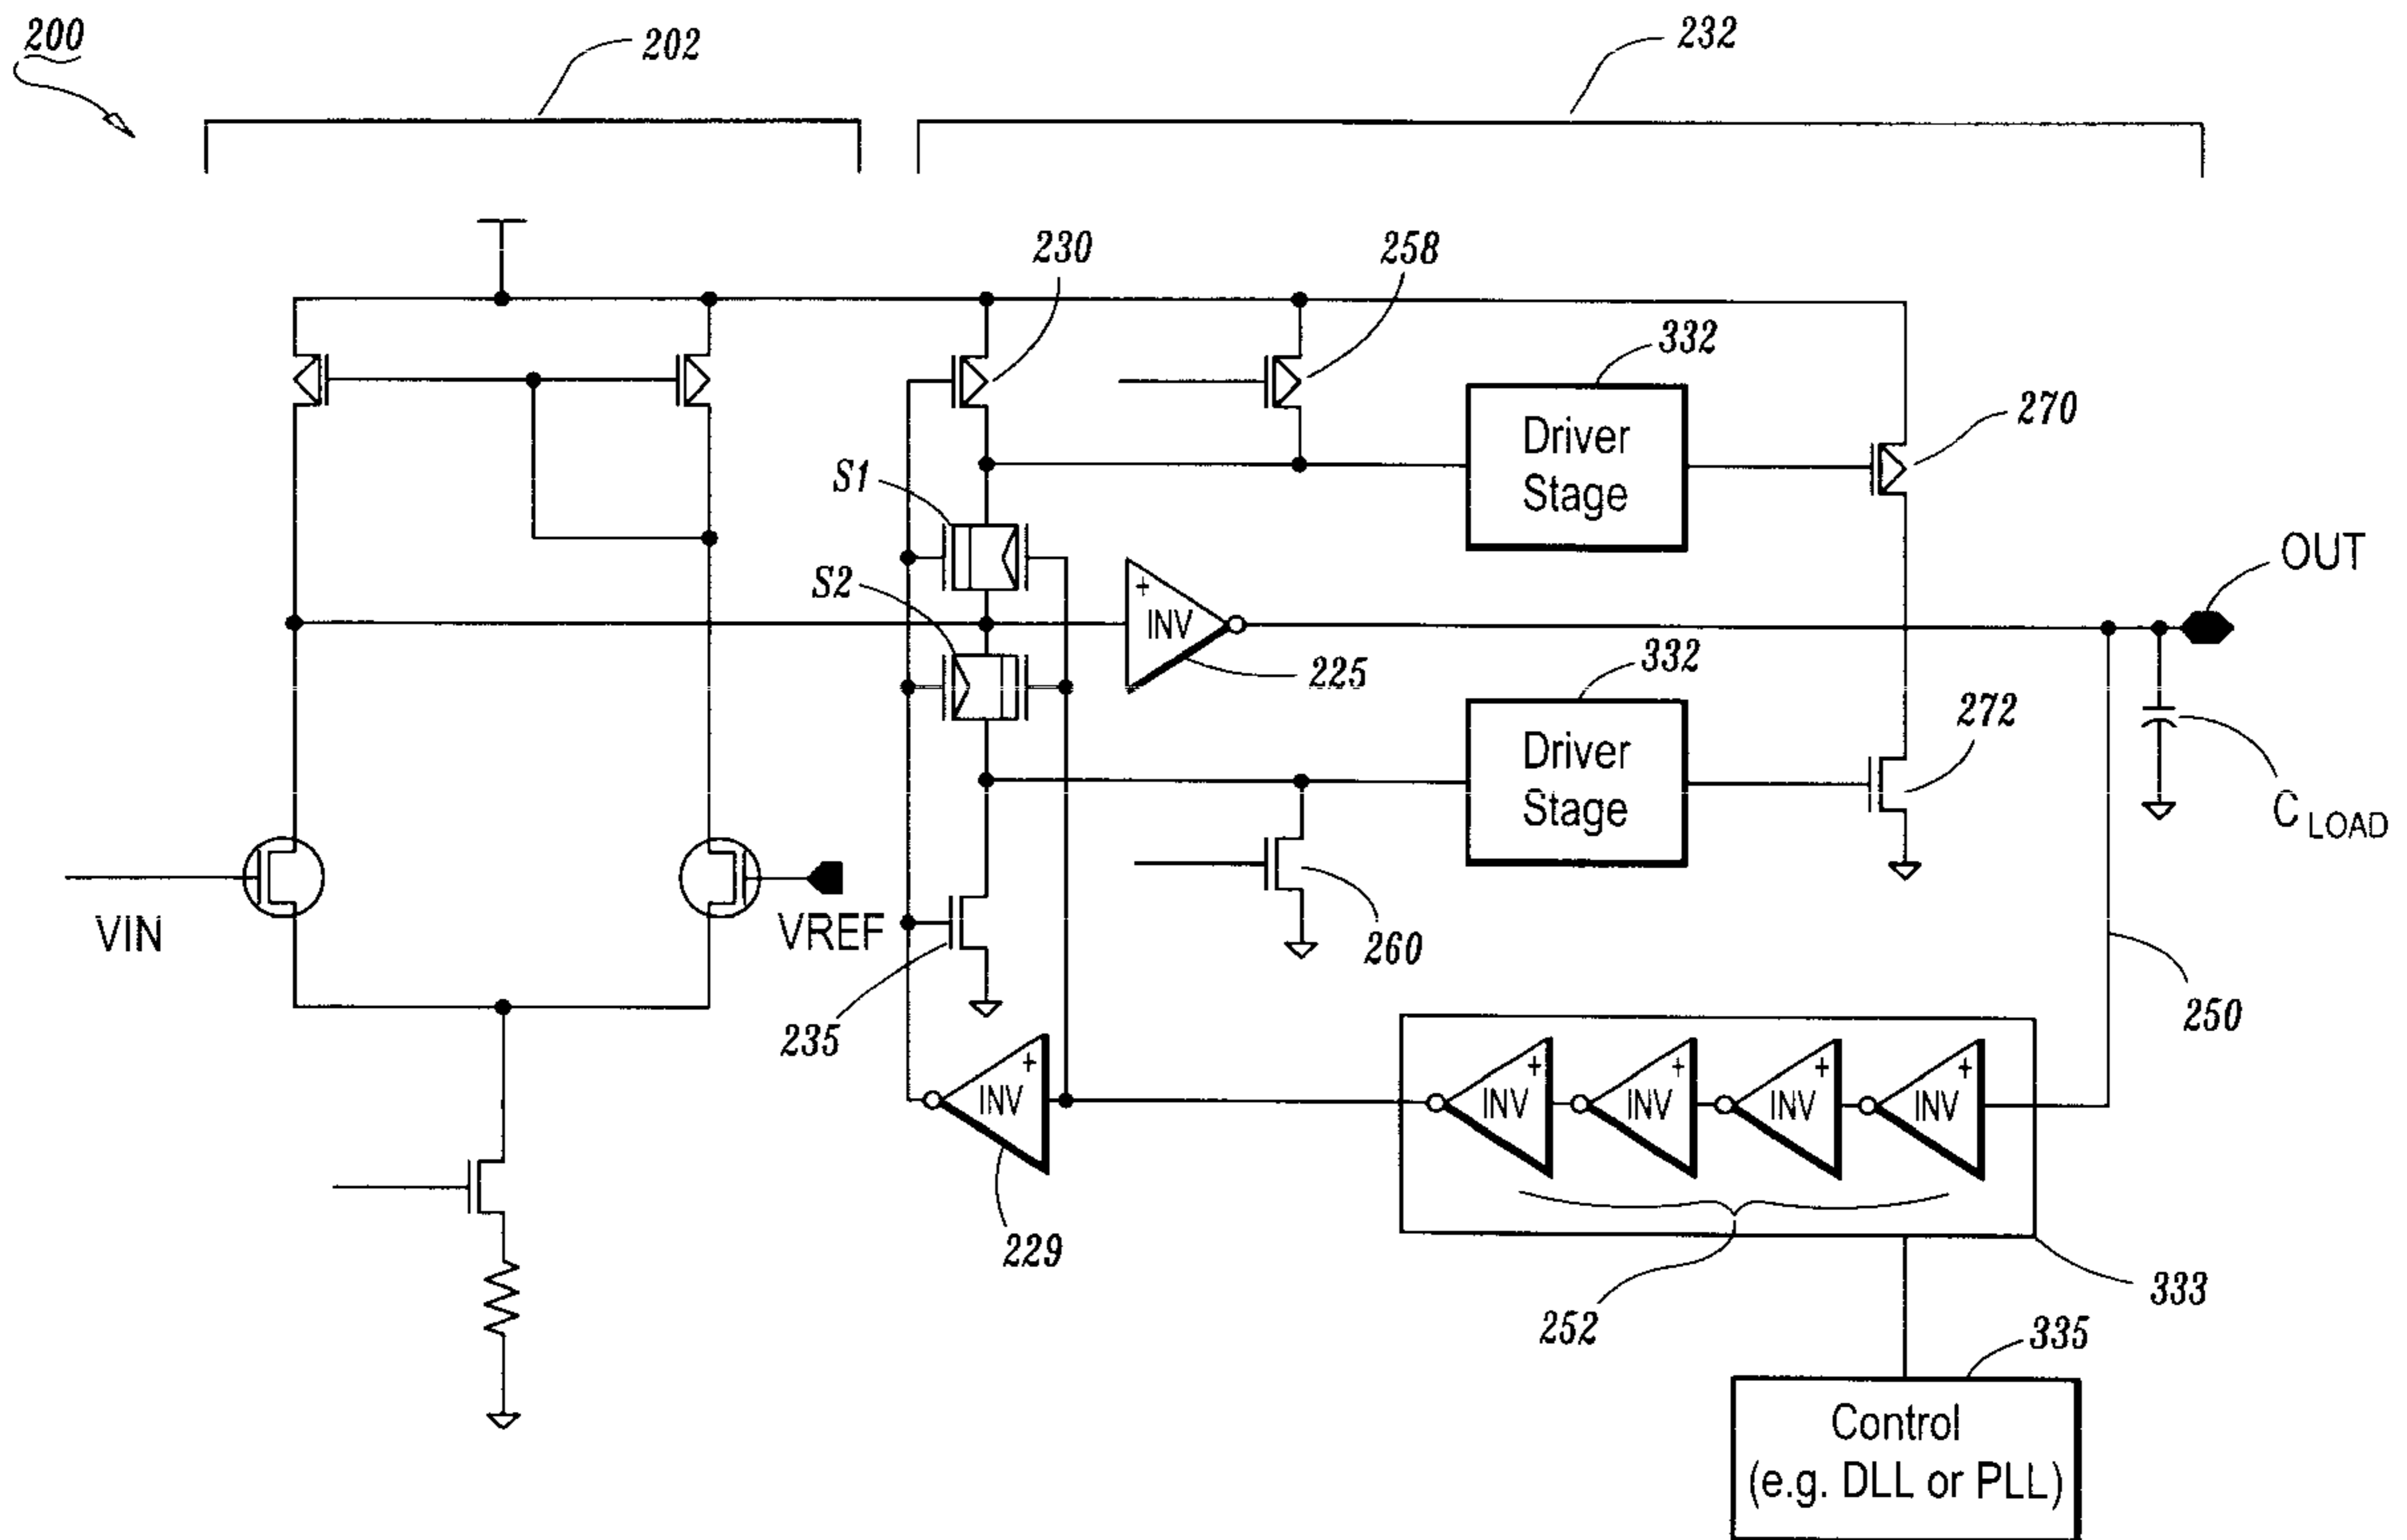 200
202
232
230
258
332
Driver
Stage
270
S1
S2
INV
+
225
OUT
332
Driver
Stage
272
C LOAD
VIN
VREF
260
235
250
INV
+
INV
+
INV
+
INV
+
INV
+
229
252
333
335
Control
(e.g. DLL or PLL)